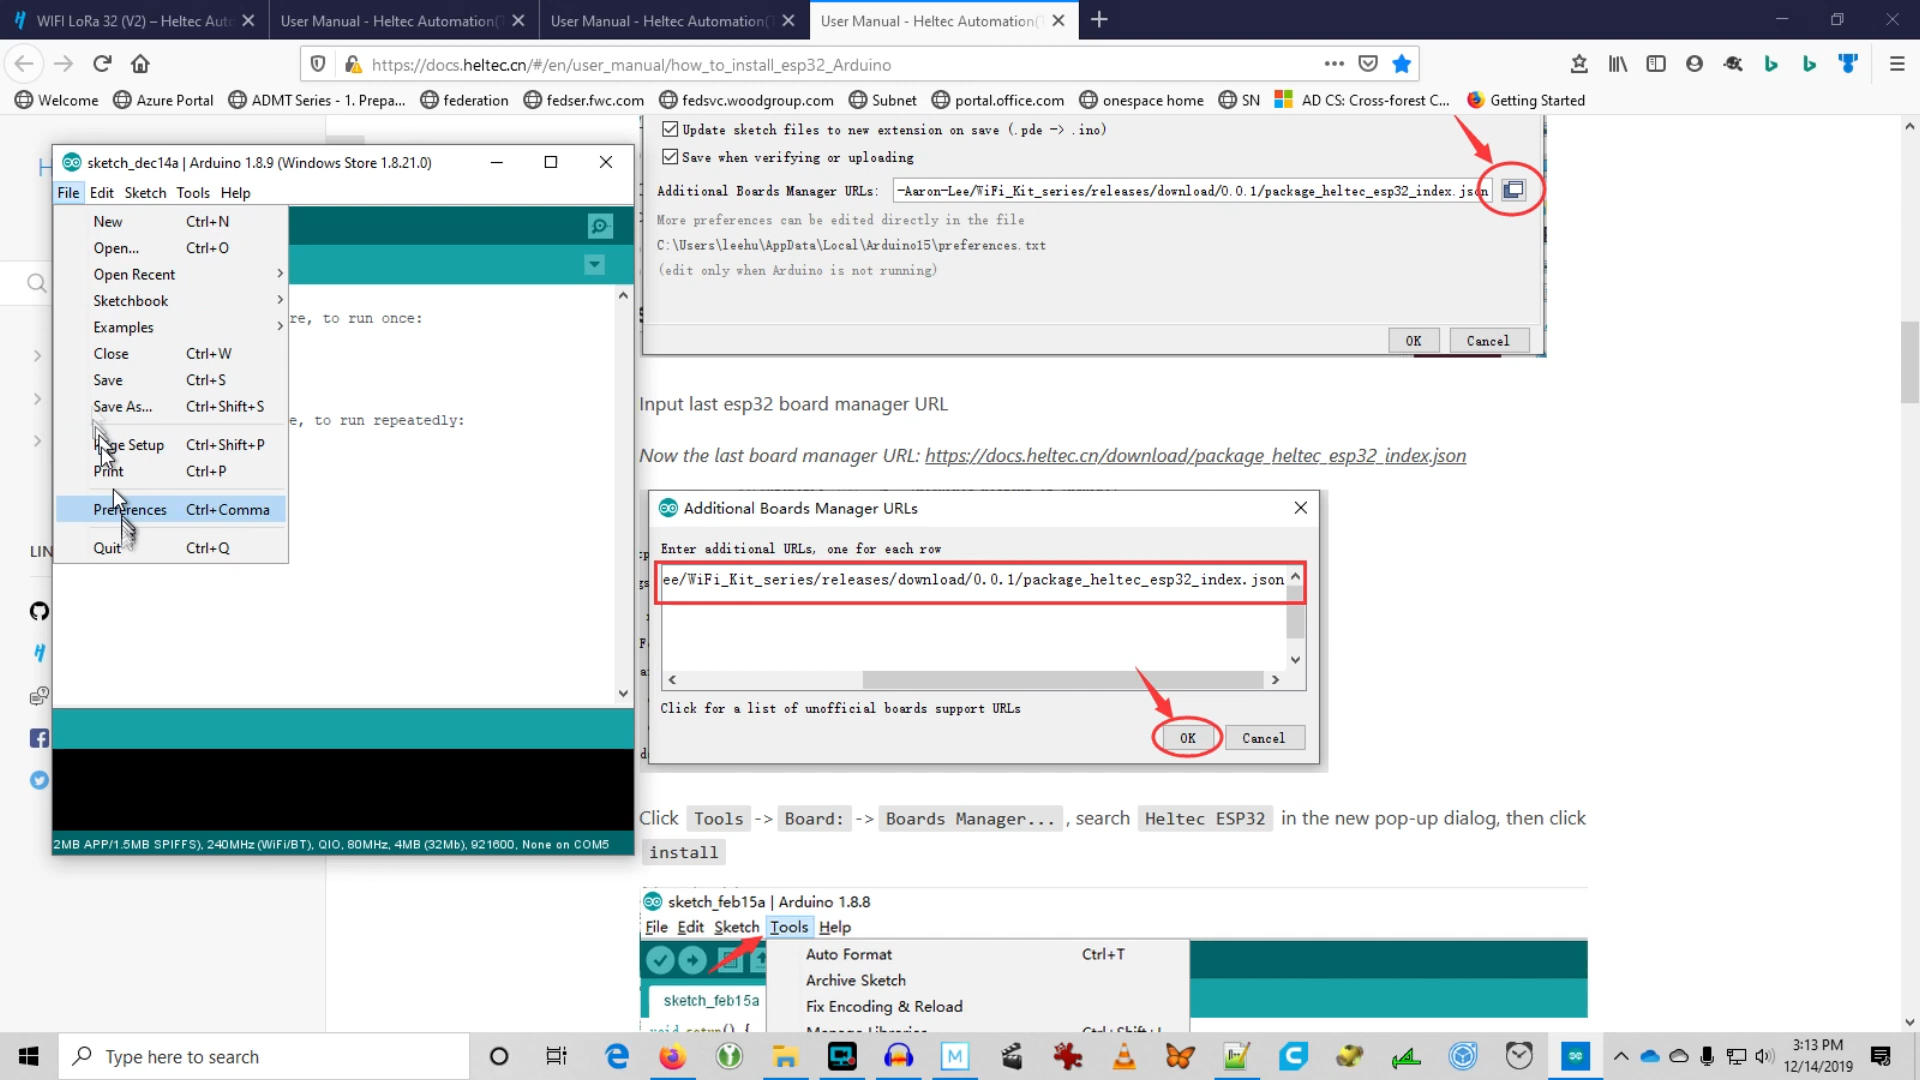 WIFI LoRa 32 (V2) – Heltec Aut
User Manual - Heltec Automation(
User Manual - Heltec Automation(
User Manual - Heltec Automation(
https://docs.heltec.cn/#/en/user_manual/how_to_install_esp32_Arduino
Welcome
Azure Portal
ADMT Series - 1. Prepa...
federation
fedser.fwc.com
fedsvc.woodgroup.com
Subnet
portal.office.com
onespace home
SN
AD CS: Cross-forest C...
Getting Started
sketch_dec14a | Arduino 1.8.9 (Windows Store 1.8.21.0)
File Edit Sketch Tools Help
New Ctrl+N
Open... Ctrl+O
Open Recent
Sketchbook
Examples
Close Ctrl+W
Save Ctrl+S
Save As... Ctrl+Shift+S
Page Setup Ctrl+Shift+P
Print Ctrl+P
Preferences Ctrl+Comma
Quit Ctrl+Q
re, to run once:
e, to run repeatedly:
2MB APP/1.5MB SPIFFS), 240MHz (WiFi/BT), QIO, 80MHz, 4MB (32Mb), 921600, None on COM5
LIN
Update sketch files to new extension on save (.pde -> .ino)
Save when verifying or uploading
Additional Boards Manager URLs: -Aaron-Lee/WiFi_Kit_series/releases/download/0.0.1/package_heltec_esp32_index.json
More preferences can be edited directly in the file
C:\Users\leehu\AppData\Local\Arduino15\preferences.txt
(edit only when Arduino is not running)
OK Cancel
Input last esp32 board manager URL
Now the last board manager URL: https://docs.heltec.cn/download/package_heltec_esp32_index.json
Additional Boards Manager URLs
Enter additional URLs, one for each row
ee/WiFi_Kit_series/releases/download/0.0.1/package_heltec_esp32_index.json
Click for a list of unofficial boards support URLs
OK Cancel
Click Tools -> Board: -> Boards Manager... , search Heltec ESP32 in the new pop-up dialog, then click
install
sketch_feb15a | Arduino 1.8.8
File Edit Sketch Tools Help
Auto Format Ctrl+T
Archive Sketch
sketch_feb15a
Fix Encoding & Reload
void setup() {
Manage Libraries Ctrl+Shift+I
Type here to search
3:13 PM
12/14/2019